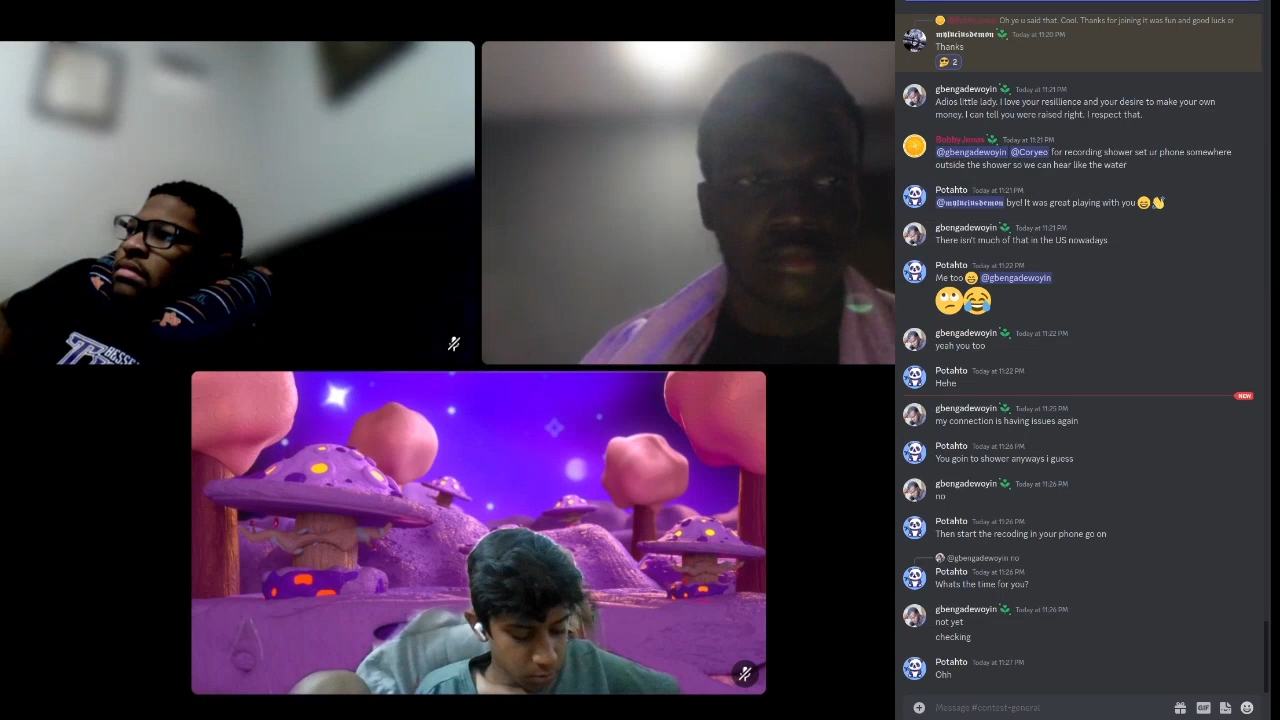 @BobbyJones Oh ye u said that. Cool. Thanks for joining it was fun and good luck or
myluciusdemon Today at 11:20 PM
Thanks
2
gbengadewoyin Today at 11:21 PM
Adios little lady. I love your resillience and your desire to make your own
money. I can tell you were raised right. I respect that.
BobbyJones Today at 11:21 PM
@gbengadewoyin @Coryeo for recording shower set ur phone somewhere
outside the shower so we can hear like the water
Potahto Today at 11:21 PM
@myluciusdemon bye! It was great playing with you
gbengadewoyin Today at 11:21 PM
There isn't much of that in the US nowadays
Potahto Today at 11:22 PM
Me too @gbengadewoyin
gbengadewoyin Today at 11:22 PM
yeah you too
Potahto Today at 11:22 PM
Hehe
NEW
gbengadewoyin Today at 11:25 PM
my connection is having issues again
Potahto Today at 11:26 PM
You goin to shower anyways i guess
gbengadewoyin Today at 11:26 PM
no
Potahto Today at 11:26 PM
Then start the recoding in your phone go on
@gbengadewoyin no
Potahto Today at 11:26 PM
Whats the time for you?
gbengadewoyin Today at 11:26 PM
not yet
checking
Potahto Today at 11:27 PM
Ohh
Message #contest-general
GIF